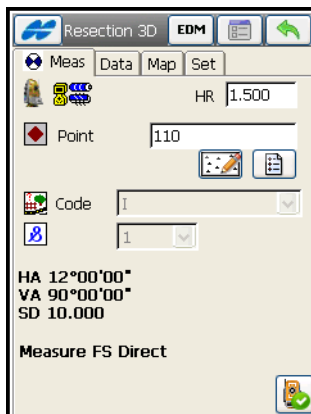 Resection 3D EDM
Meas Data Map Set
HR 1.500
Point 110
Code I
1
HA 12°00'00"
VA 90°00'00"
SD 10.000
Measure FS Direct